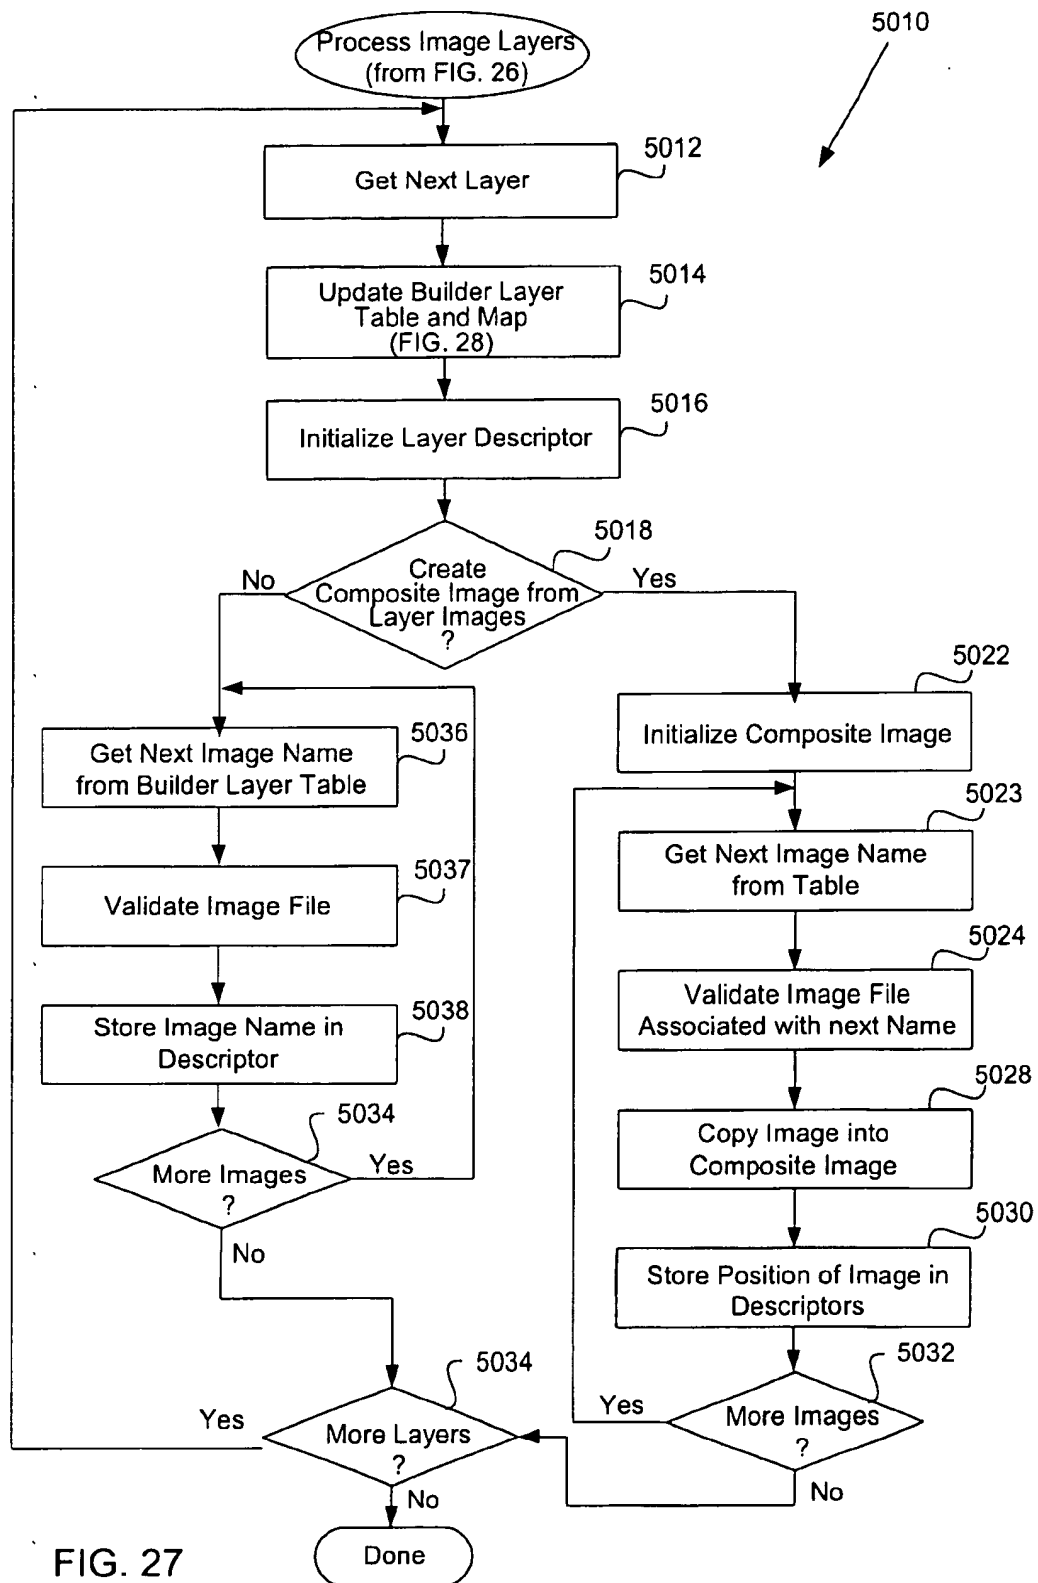 5010
Process Image Layers
(from FIG. 26)
5012
Get Next Layer
5014
Update Builder Layer
Table and Map
(FIG. 28)
5016
Initialize Layer Descriptor
5018
Create
Composite Image from
Layer Images
?
No
Yes
5022
Initialize Composite Image
5036
Get Next Image Name
from Builder Layer Table
5023
Get Next Image Name
from Table
5037
Validate Image File
5024
Validate Image File
Associated with next Name
5038
Store Image Name in
Descriptor
5028
Copy Image into
Composite Image
5034
More Images
?
Yes
No
5030
Store Position of Image in
Descriptors
5034
More Layers
?
Yes
No
5032
More Images
?
Yes
No
Done
FIG. 27